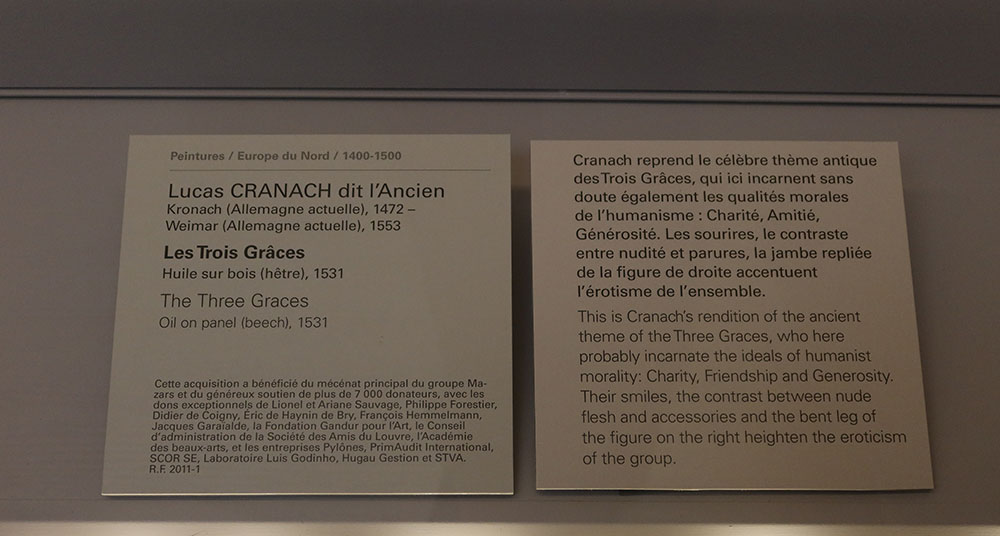 Peintures / Europe du Nord / 1400-1500
Lucas CRANACH dit l'Ancien
Kronach (Allemagne actuelle), 1472 –
Weimar (Allemagne actuelle), 1553
Les Trois Grâces
Huile sur bois (hêtre), 1531
The Three Graces
Oil on panel (beech), 1531
Cette acquisition a bénéficié du mécénat principal du groupe Ma-
zars et du généreux soutien de plus de 7 000 donateurs, avec les
dons exceptionnels de Lionel et Ariane Sauvage, Philippe Forestier,
Didier de Coigny, Éric de Haynin de Bry, François Hemmelmann,
Jacques Garaïalde, la Fondation Gandur pour l'Art, le Conseil
d'administration de la Société des Amis du Louvre, l'Académie
des beaux-arts, et les entreprises Pylônes, PrimAudit International,
SCOR SE, Laboratoire Luis Godinho, Hugau Gestion et STVA.
R.F. 2011-1
Cranach reprend le célèbre thème antique
des Trois Grâces, qui ici incarnent sans
doute également les qualités morales
de l'humanisme : Charité, Amitié,
Générosité. Les sourires, le contraste
entre nudité et parures, la jambe repliée
de la figure de droite accentuent
l'érotisme de l'ensemble.
This is Cranach's rendition of the ancient
theme of the Three Graces, who here
probably incarnate the ideals of humanist
morality: Charity, Friendship and Generosity.
Their smiles, the contrast between nude
flesh and accessories and the bent leg of
the figure on the right heighten the eroticism
of the group.